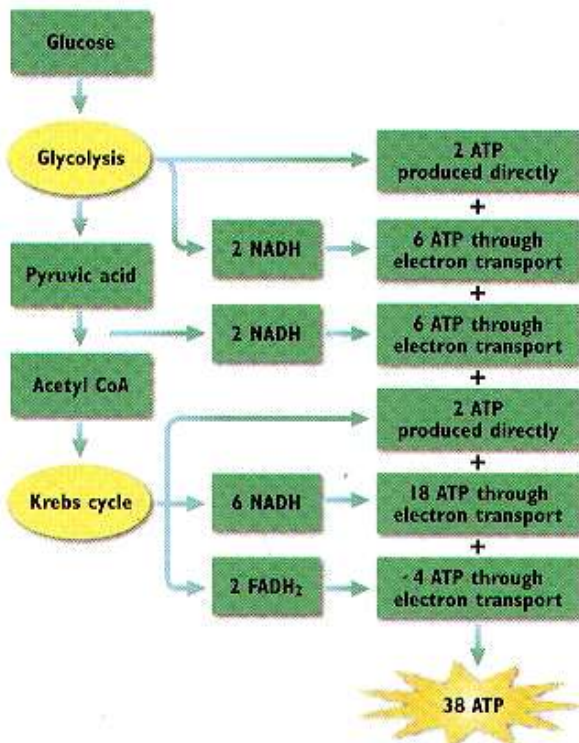 Glucose
Glycolysis
2 ATP
produced directly
+
2 NADH
6 ATP through
electron transport
+
Pyruvic acid
2 NADH
6 ATP through
electron transport
+
Acetyl CoA
2 ATP
produced directly
+
Krebs cycle
6 NADH
18 ATP through
electron transport
+
2 FADH₂
4 ATP through
electron transport
38 ATP